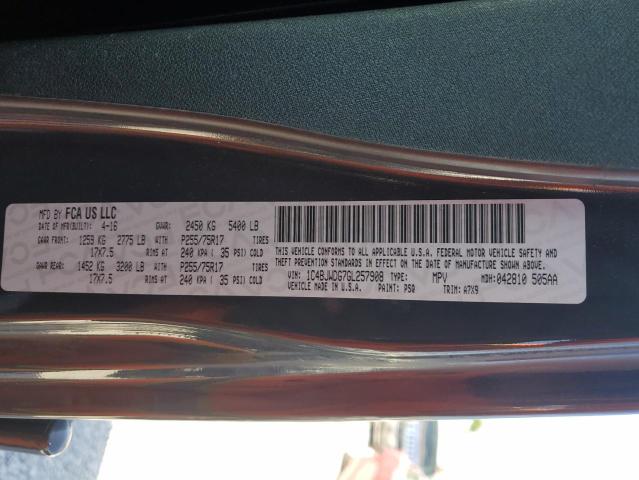 MFD BY FCA US LLC
DATE OF MFR(BUILT): 4-16 GVWR: 2450 KG 5400 LB
GAWR FRONT: 1259 KG 2775 LB WITH P255/75R17 TIRES
17X7.5 RIMS AT 240 KPA ( 35 PSI) COLD
GAWR REAR: 1452 KG 3200 LB WITH P255/75R17 TIRES
17X7.5 RIMS AT 240 KPA ( 35 PSI) COLD
THIS VEHICLE CONFORMS TO ALL APPLICABLE U.S.A. FEDERAL MOTOR VEHICLE SAFETY AND
THEFT PREVENTION STANDARDS IN EFFECT ON THE DATE OF MANUFACTURE SHOWN ABOVE.
VIN: 1C4BJWDG7GL257908 TYPE: MPV MDH: 042810 505AA
VEHICLE MADE IN U.S.A. PAINT: PSQ TRIM: A7X9